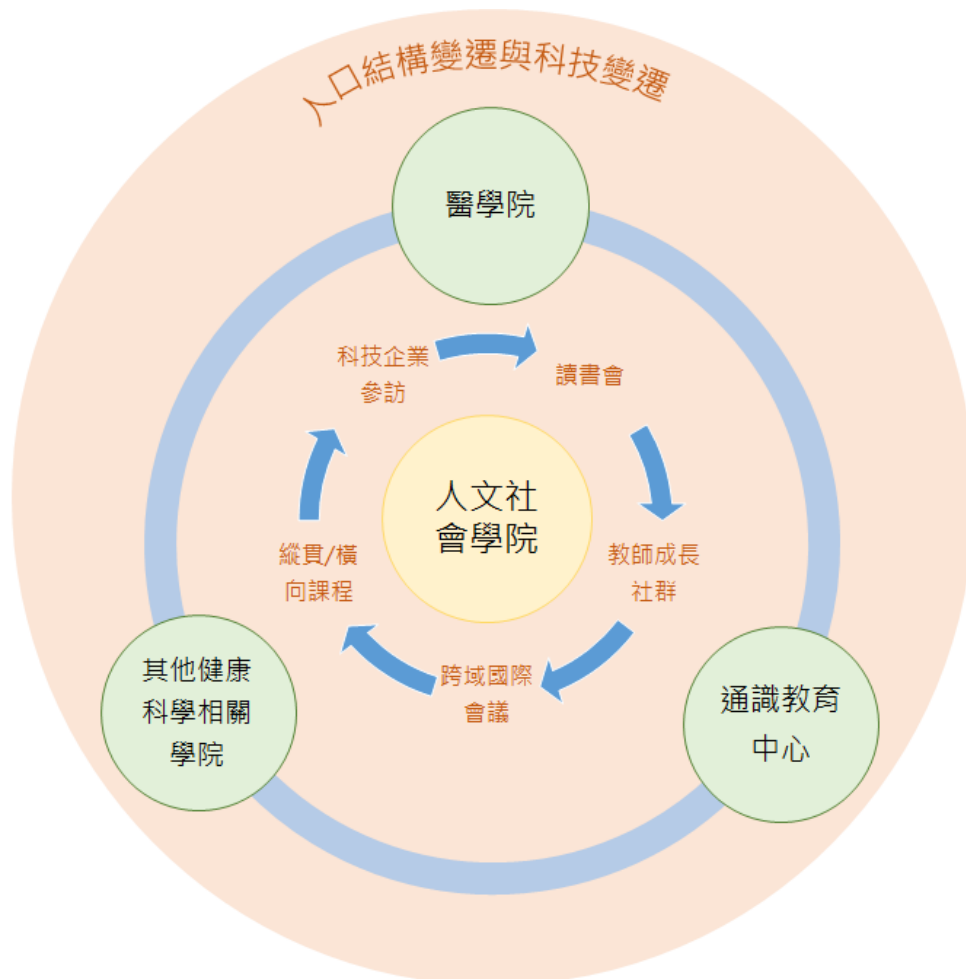 人口結構變遷與科技變遷
醫學院
科技企業
參訪
讀書會
人文社
會學院
縱貫/橫
向課程
教師成長
社群
跨域國際
會議
其他健康
科學相關
學院
通識教育
中心